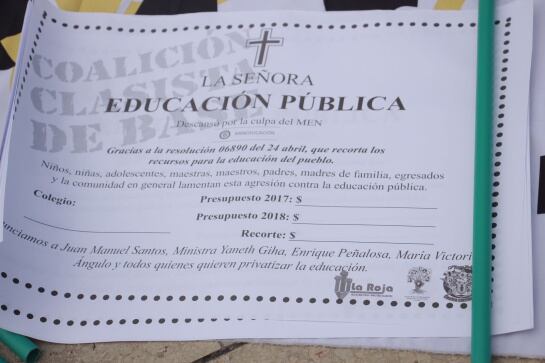 COALICIÓN
CLASISTA
DE BASE
LA SEÑORA
EDUCACIÓN PÚBLICA
Descansó por la culpa del MEN
MINEDUCACIÓN
Gracias a la resolución 06890 del 24 abril, que recorta los
recursos para la educación del pueblo.
Niños, niñas, adolescentes, maestras, maestros, padres, madres de familia, egresados
y la comunidad en general lamentan esta agresión contra la educación pública.
Colegio:
Presupuesto 2017: $
Presupuesto 2018: $
Recorte: $
nunciamos a Juan Manuel Santos, Ministra Yaneth Giha, Enrique Peñalosa, María Victori
Angulo y todos quienes quieren privatizar la educación.
La Roja